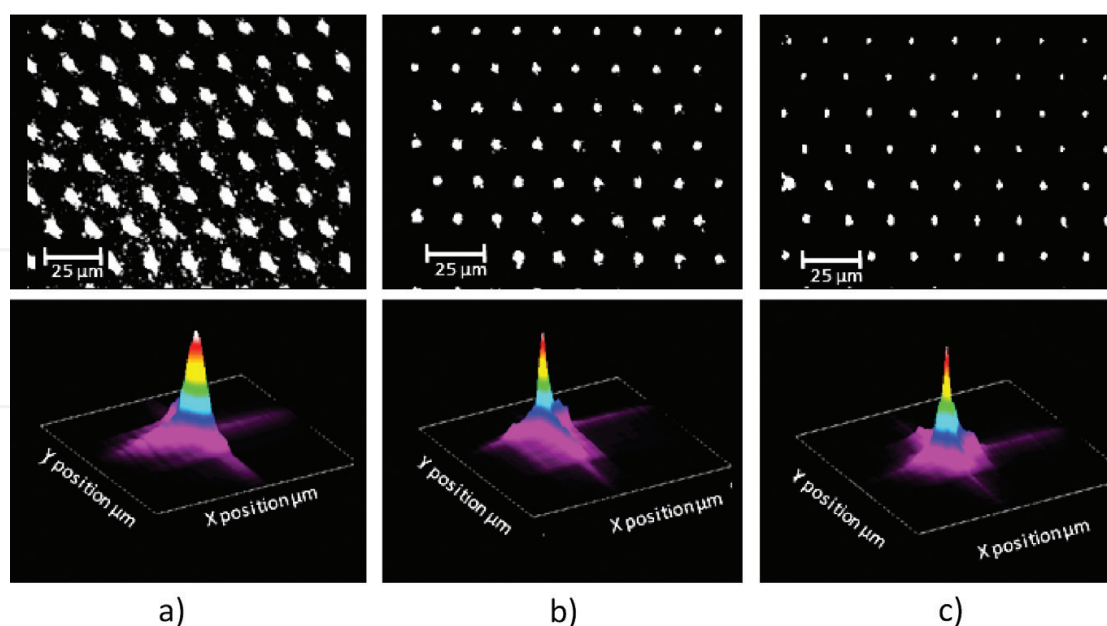 25 µm
25 µm
25 µm
Y position µm
X position µm
Y position µm
X position µm
Y position µm
X position µm
a)
b)
c)